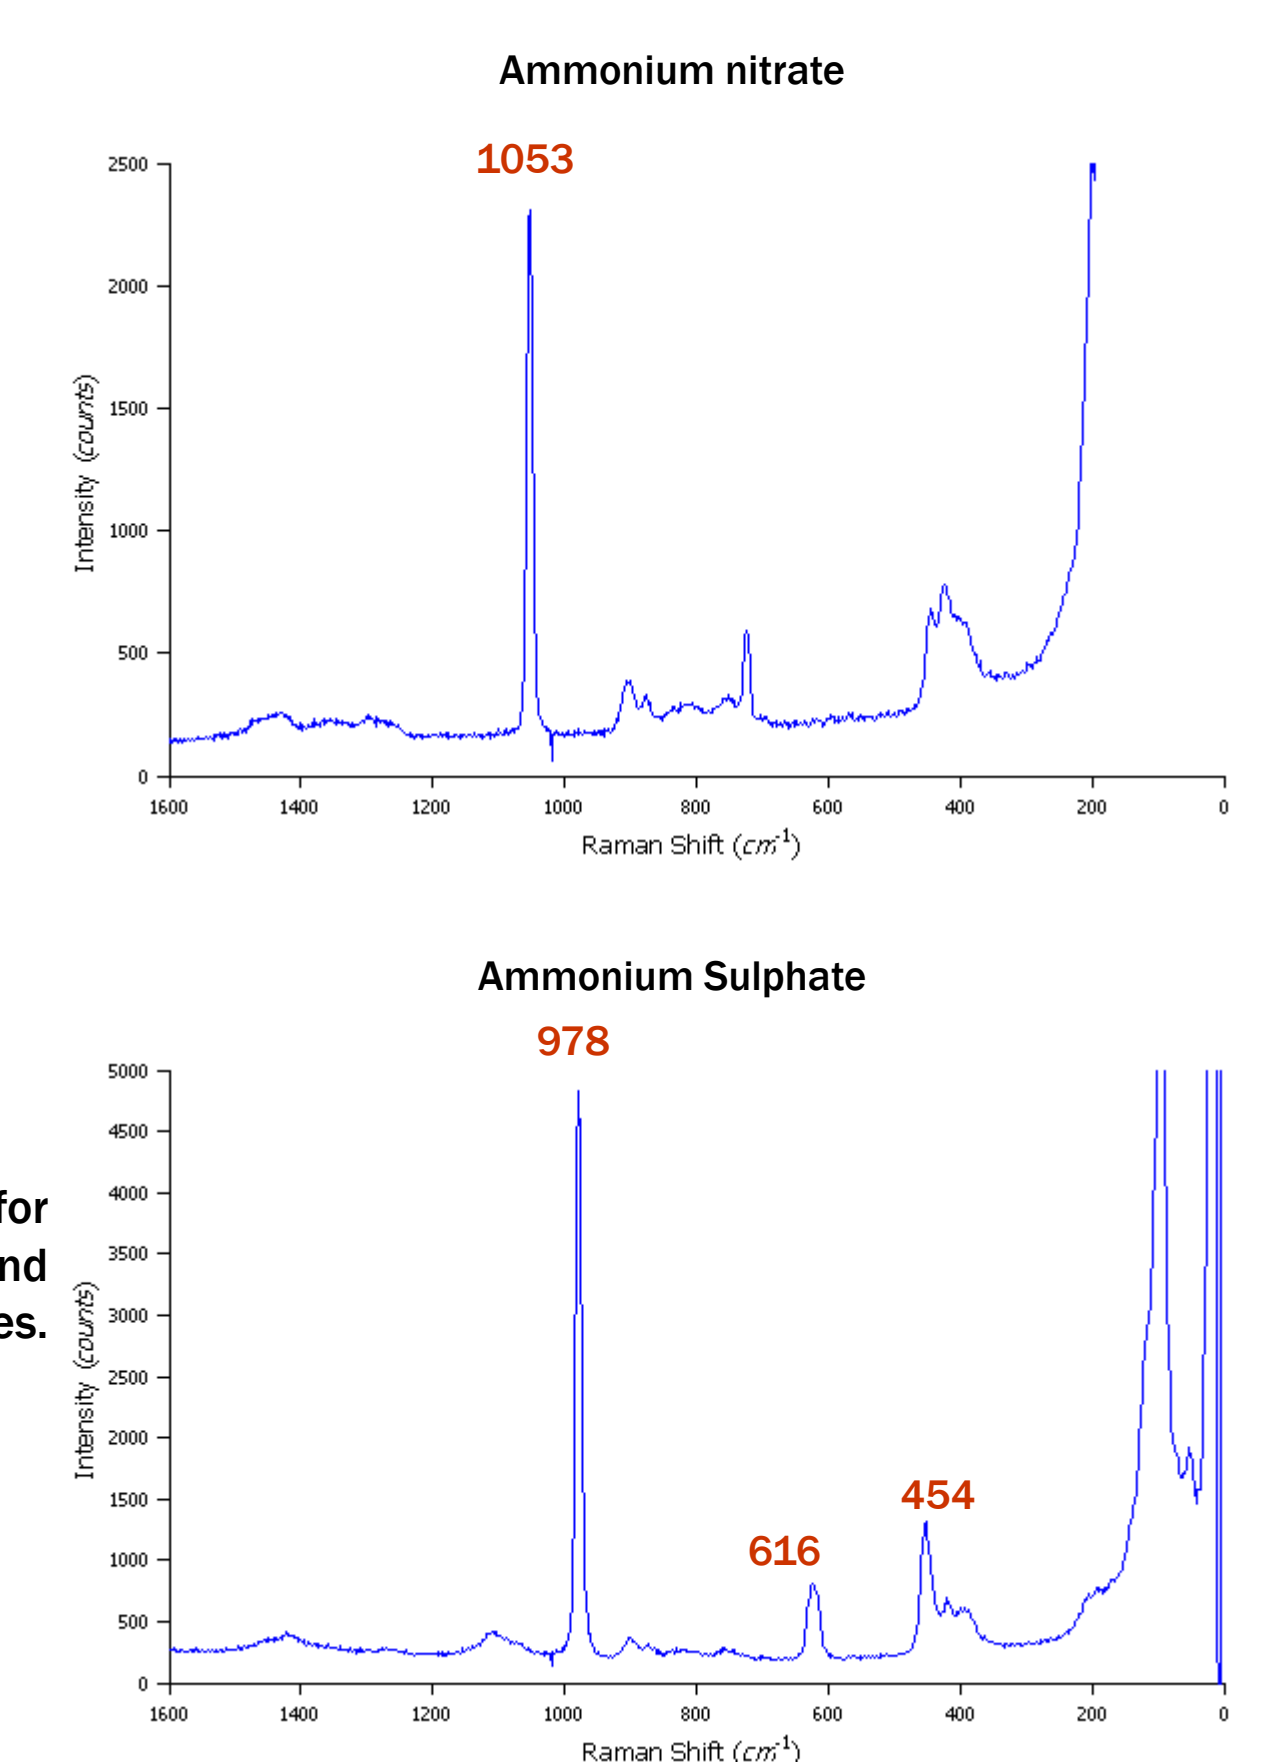 Ammonium nitrate
1053
2500
2000
1500
1000
500
0
Intensity (counts)
1600 1400 1200 1000 800 600 400 200 0
Raman Shift (cm⁻¹)
Ammonium Sulphate
978
5000
4500
4000
3500
3000
2500
2000
1500
1000
500
0
Intensity (counts)
for
nd
es.
454
616
1600 1400 1200 1000 800 600 400 200 0
Raman Shift (cm⁻¹)